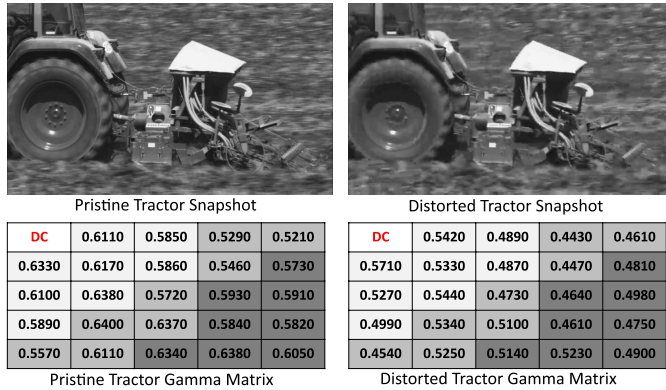 Pristine Tractor Snapshot
Distorted Tractor Snapshot
DC 0.6110 0.5850 0.5290 0.5210
0.6330 0.6170 0.5860 0.5460 0.5730
0.6100 0.6380 0.5720 0.5930 0.5910
0.5890 0.6400 0.6370 0.5840 0.5820
0.5570 0.6110 0.6340 0.6380 0.6050
Pristine Tractor Gamma Matrix
DC 0.5420 0.4890 0.4430 0.4610
0.5710 0.5330 0.4870 0.4470 0.4810
0.5270 0.5440 0.4730 0.4640 0.4980
0.4990 0.5340 0.5100 0.4610 0.4750
0.4540 0.5250 0.5140 0.5230 0.4900
Distorted Tractor Gamma Matrix